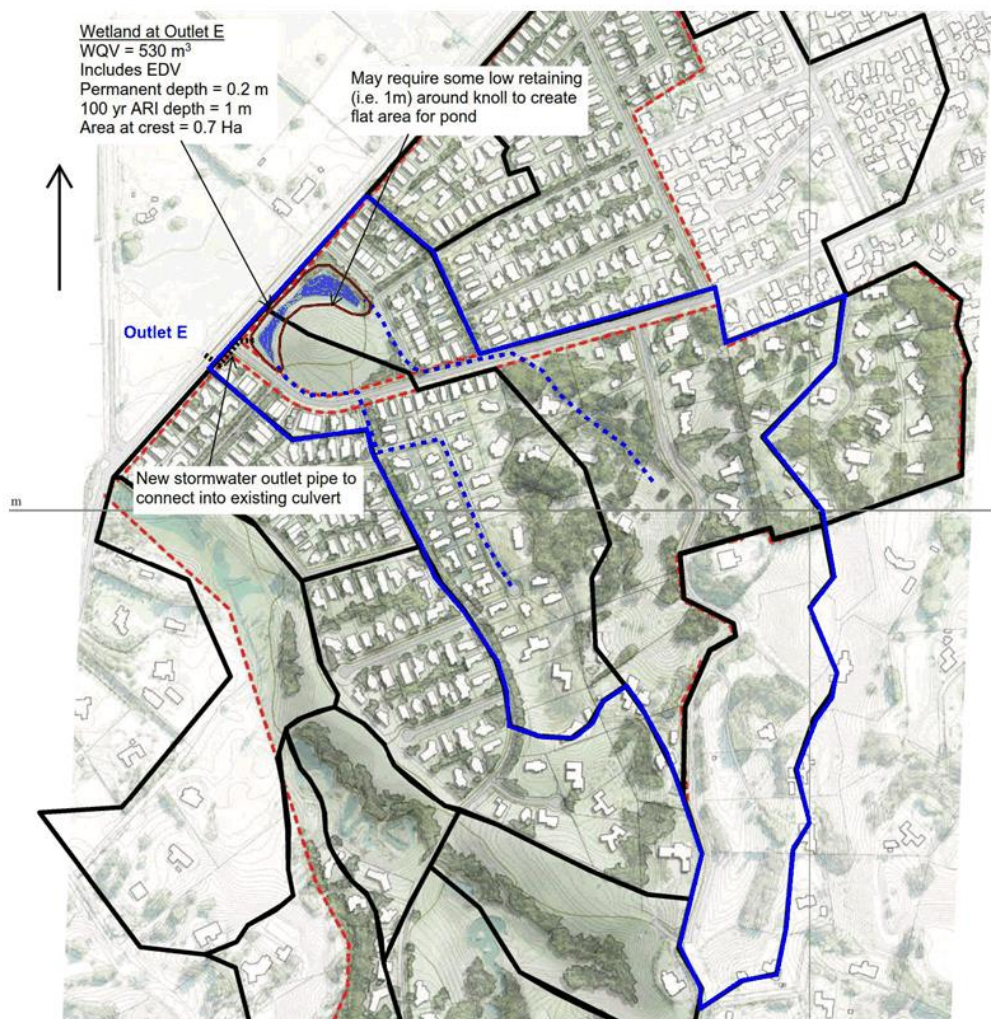 Wetland at Outlet E
WQV = 530 m³
Includes EDV
Permanent depth = 0.2 m
100 yr ARI depth = 1 m
Area at crest = 0.7 Ha
May require some low retaining
(i.e. 1m) around knoll to create
flat area for pond
Outlet E
New stormwater outlet pipe to
connect into existing culvert
m